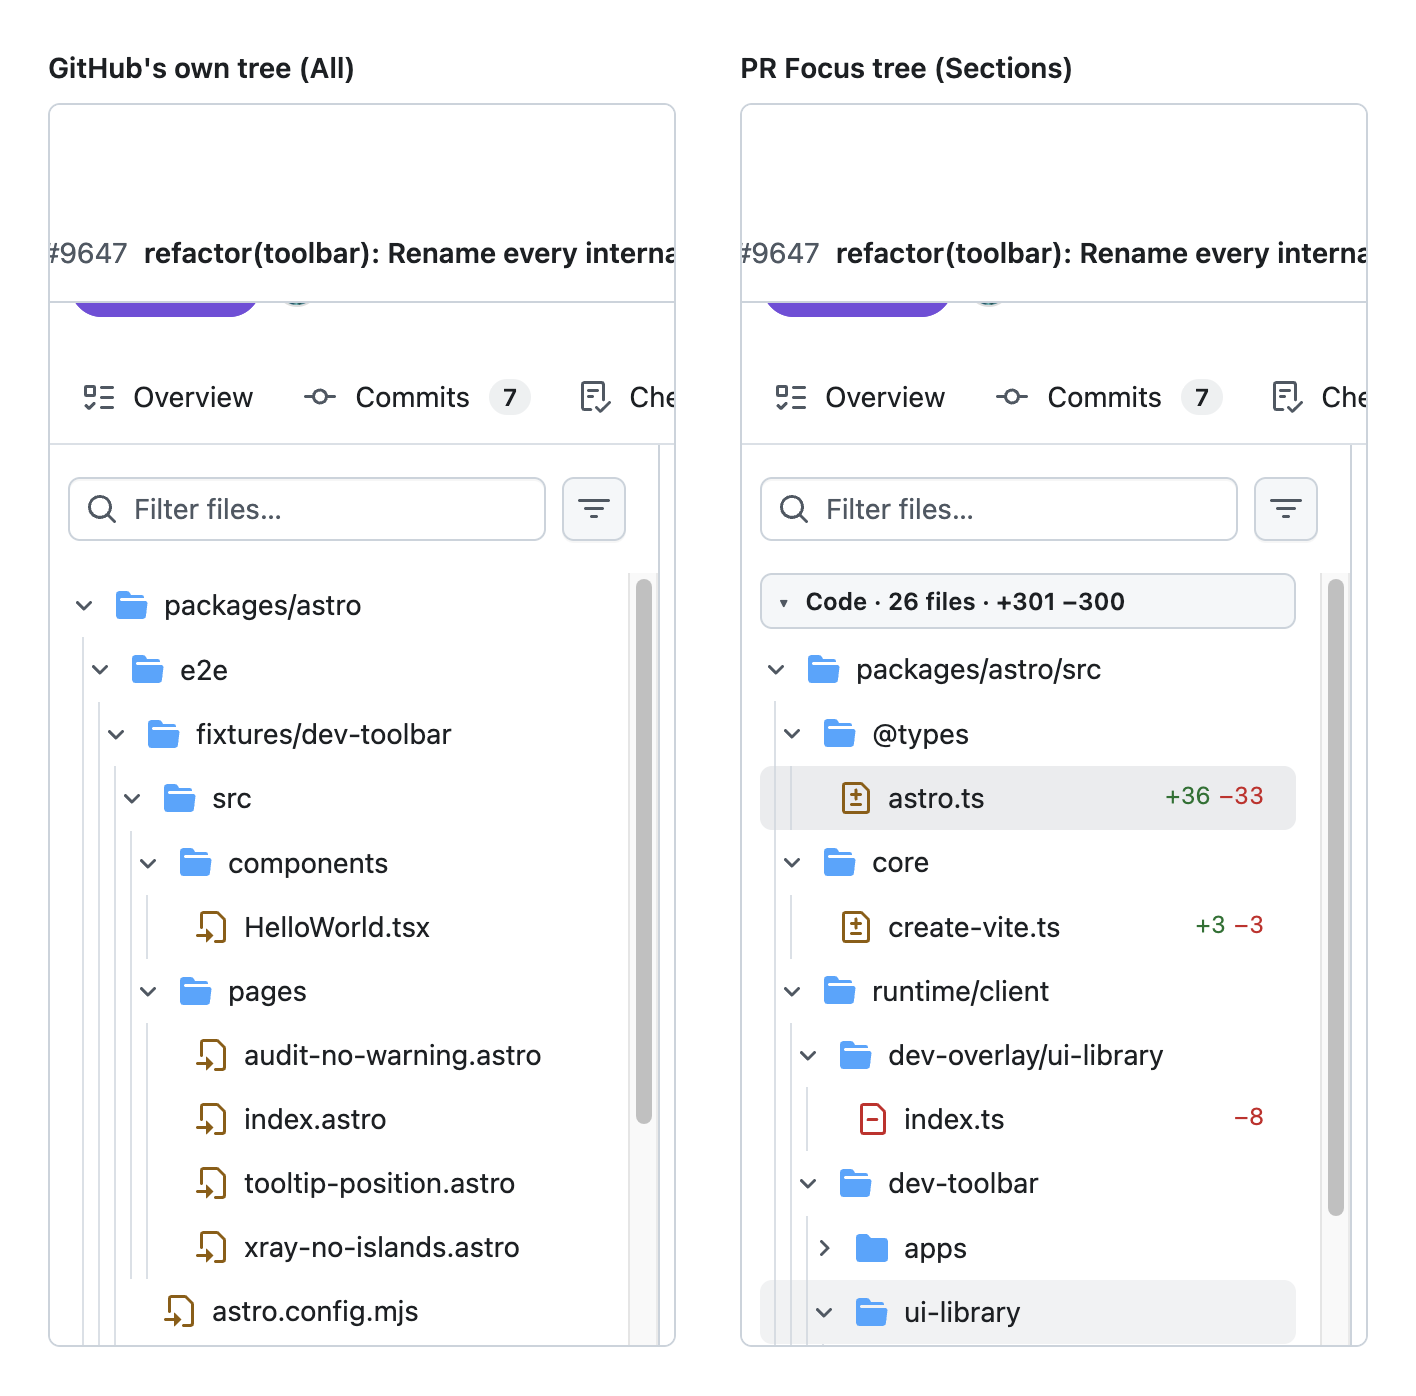 GitHub's own tree (All)
#9647 refactor(toolbar): Rename every interna
Overview
Commits 7
Che
Filter files...
packages/astro
e2e
fixtures/dev-toolbar
src
components
HelloWorld.tsx
pages
audit-no-warning.astro
index.astro
tooltip-position.astro
xray-no-islands.astro
astro.config.mjs
PR Focus tree (Sections)
#9647 refactor(toolbar): Rename every interna
Overview
Commits 7
Che
Filter files...
Code · 26 files · +301 −300
packages/astro/src
@types
astro.ts +36 −33
core
create-vite.ts +3 −3
runtime/client
dev-overlay/ui-library
index.ts −8
dev-toolbar
apps
ui-library